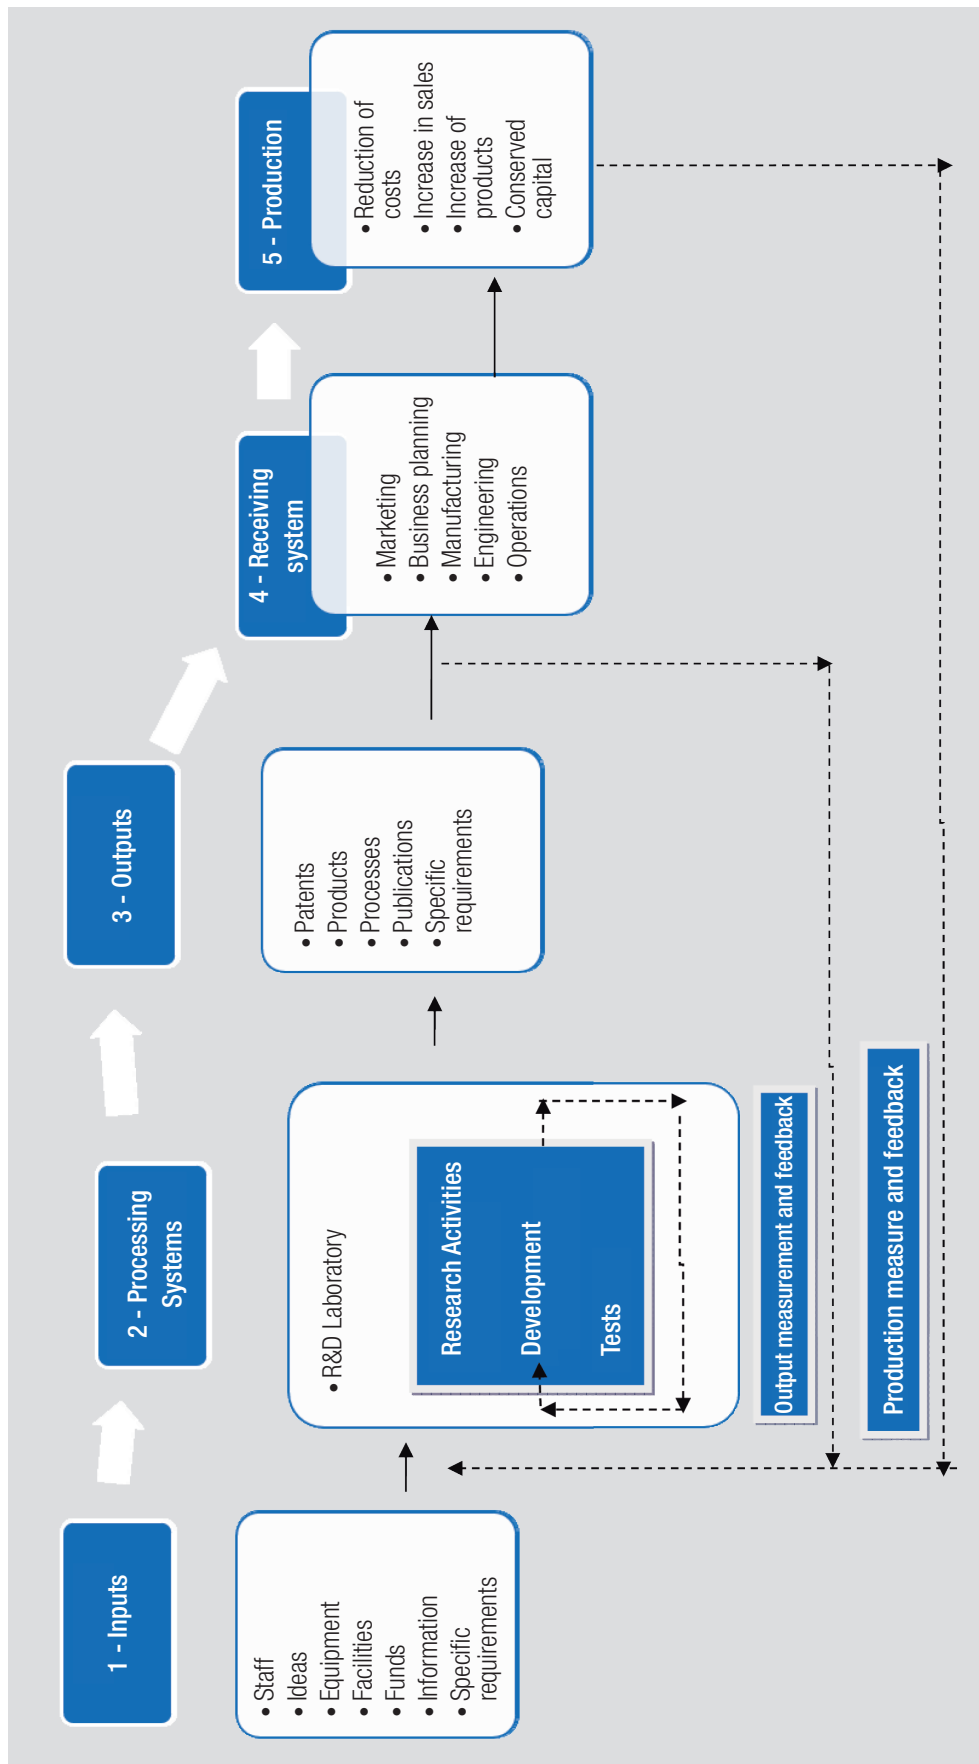 1 - Inputs
• Staff
• Ideas
• Equipment
• Facilities
• Funds
• Information
• Specific
requirements
2 - Processing
Systems
• R&D Laboratory
Research Activities
Development
Tests
3 - Outputs
• Patents
• Products
• Processes
• Publications
• Specific
requirements
4 - Receiving
system
• Marketing
• Business planning
• Manufacturing
• Engineering
• Operations
5 - Production
• Reduction of
costs
• Increase in sales
• Increase of
products
• Conserved
capital
Output measurement and feedback
Production measure and feedback